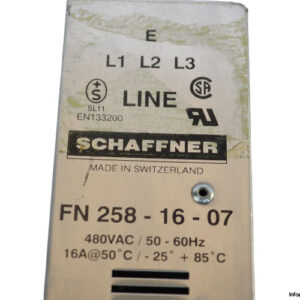 E
L1 L2 L3
+S
SL11
EN133200
LINE
SCHAFFNER
MADE IN SWITZERLAND
FN 258 - 16 - 07
480VAC / 50 - 60Hz
16A@50°C / - 25° + 85°C